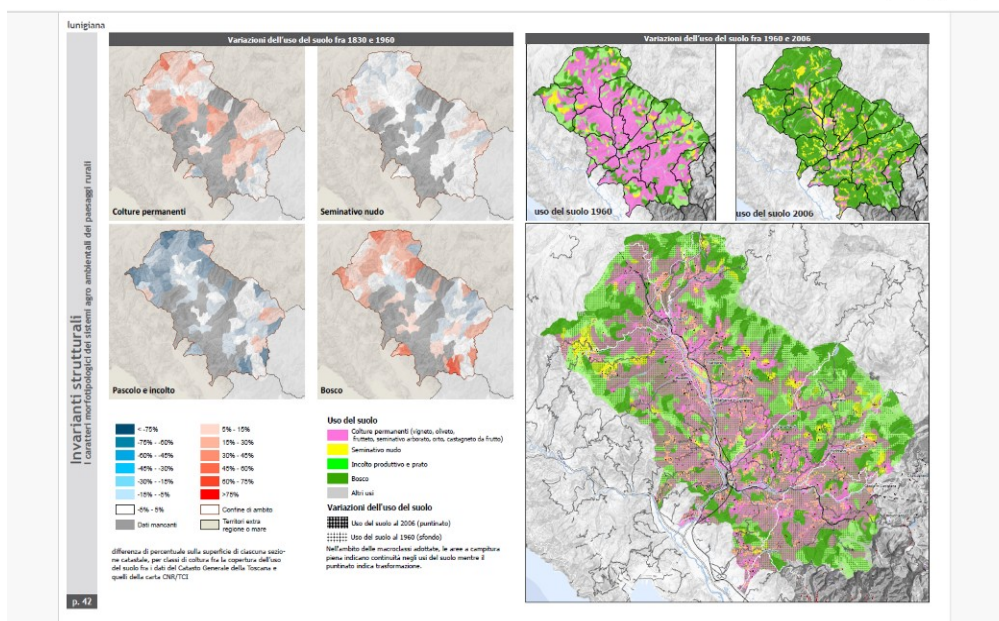 lunigiana
Variazioni dell'uso del suolo fra 1830 e 1960
Colture permanenti
Seminativo nudo
Pascolo e incolto
Bosco
Variazioni dell'uso del suolo fra 1960 e 2006
uso del suolo 1960
uso del suolo 2006
Invarianti strutturali
I caratteri morfotipologici dei sistemi agro ambientali dei paesaggi rurali
< -75%
-75% - -60%
-60% - -45%
-45% - -30%
-30% - -15%
-15% - -5%
-5% - 5%
Dati mancanti
5% - 15%
15% - 30%
30% - 45%
45% - 60%
60% - 75%
>75%
Confine di ambito
Territori extra
regione o mare
differenza di percentuale sulla superficie di ciascuna sezio-
ne catastale, per classi di coltura fra la copertura dell'uso
del suolo fra i dati del Catasto Generale della Toscana e
quelli della carta CNR/TCI
Uso del suolo
Colture permanenti (vigneto, oliveto,
frutteto, seminativo arborato, orto, castagneto da frutto)
Seminativo nudo
Incolto produttivo e prato
Bosco
Altri usi
Variazioni dell'uso del suolo
Uso del suolo al 2006 (puntinato)
Uso del suolo al 1960 (sfondo)
Nell'ambito delle macroclassi adottate, le aree a campitura
piena indicano continuità negli usi del suolo mentre il
puntinato indica trasformazione.
p. 42